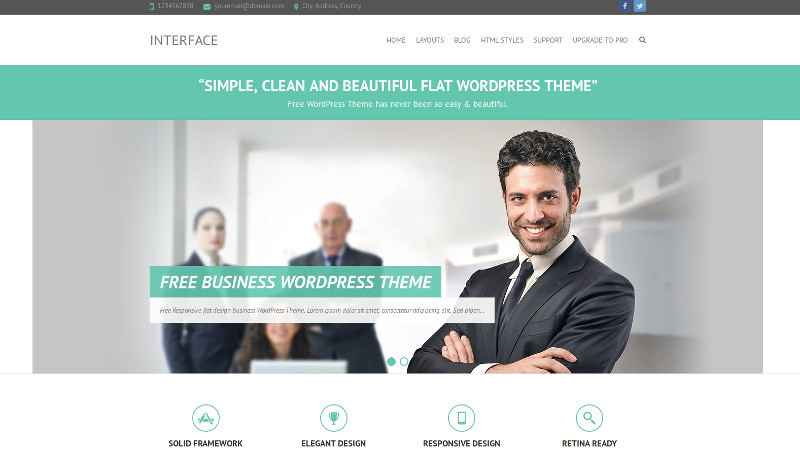 1234567890 youremail@domain.com City, Address, Country
INTERFACE
HOME LAYOUTS BLOG HTML STYLES SUPPORT UPGRADE TO PRO
“SIMPLE, CLEAN AND BEAUTIFUL FLAT WORDPRESS THEME”
Free WordPress Theme has never been so easy & beautiful.
FREE BUSINESS WORDPRESS THEME
Free Responsive flat design business WordPress Theme. Lorem ipsum dolor sit amet, consectetur adipiscing elit. Sed biben...
SOLID FRAMEWORK ELEGANT DESIGN RESPONSIVE DESIGN RETINA READY